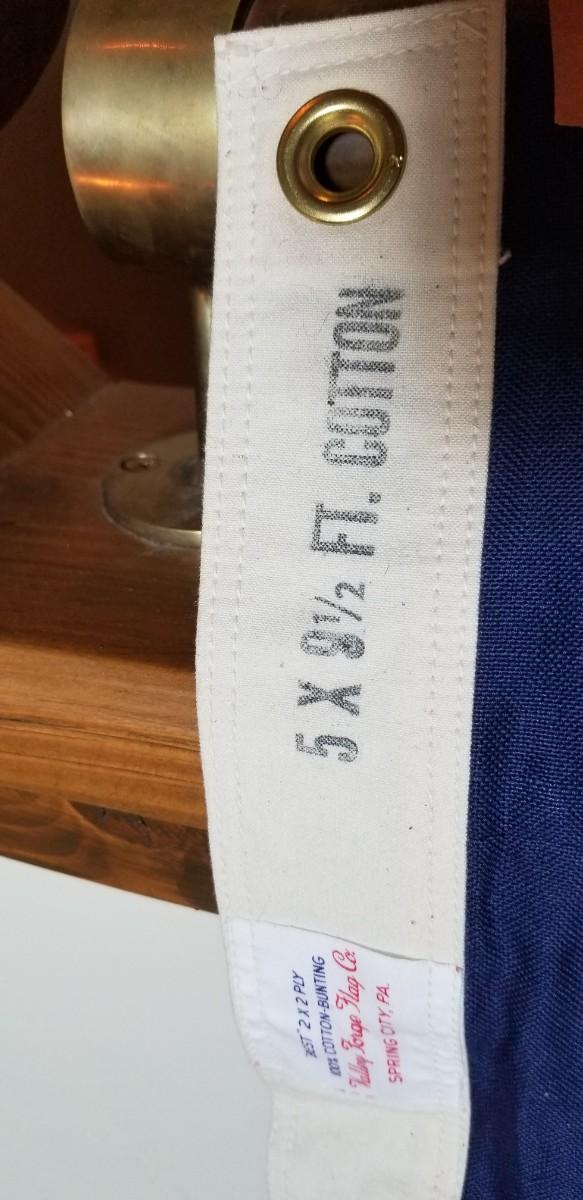 5 X 9½ FT. COTTON
"BEST" 2 X 2 PLY
100% COTTON-BUNTING
Valley Forge Flag Co.
SPRING CITY, PA.